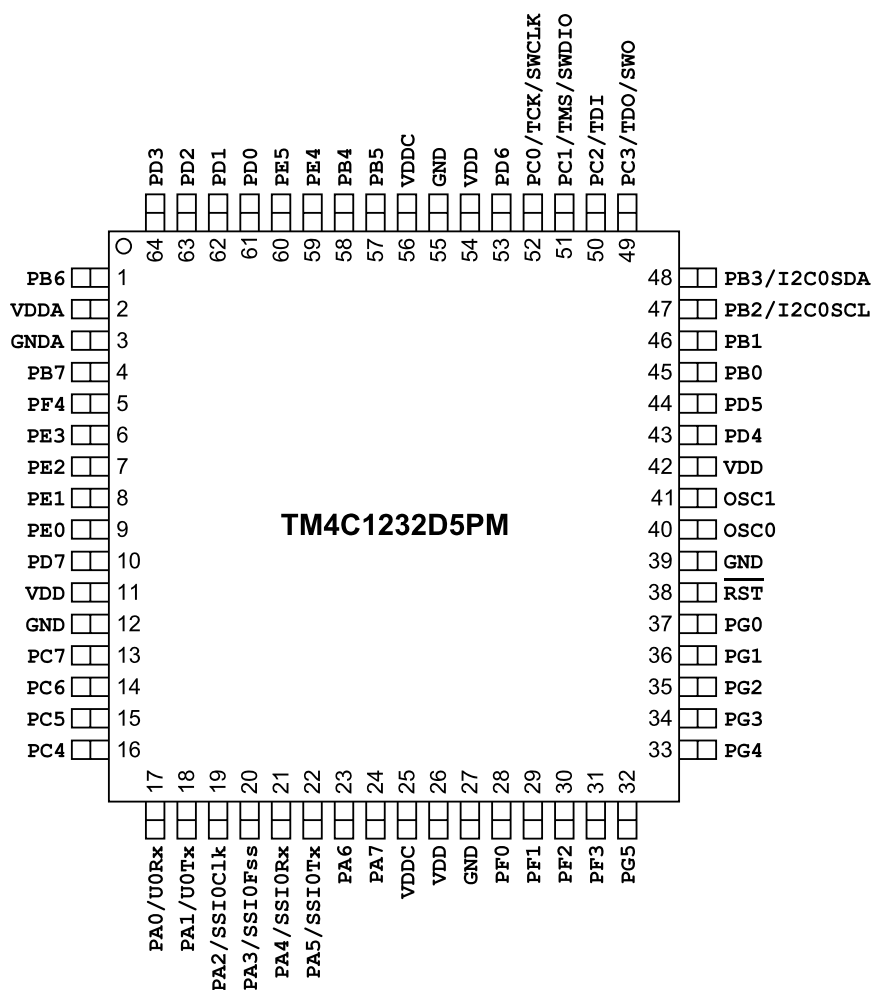 PD3
PD2
PD1
PD0
PE5
PE4
PB4
PB5
VDDC
GND
VDD
PD6
PC0/TCK/SWCLK
PC1/TMS/SWDIO
PC2/TDI
PC3/TDO/SWO
64
63
62
61
60
59
58
57
56
55
54
53
52
51
50
49
PB6 1
VDDA 2
GNDA 3
PB7 4
PF4 5
PE3 6
PE2 7
PE1 8
PE0 9
PD7 10
VDD 11
GND 12
PC7 13
PC6 14
PC5 15
PC4 16
TM4C1232D5PM
48 PB3/I2C0SDA
47 PB2/I2C0SCL
46 PB1
45 PB0
44 PD5
43 PD4
42 VDD
41 OSC1
40 OSC0
39 GND
38 RST
37 PG0
36 PG1
35 PG2
34 PG3
33 PG4
17
18
19
20
21
22
23
24
25
26
27
28
29
30
31
32
PA0/U0Rx
PA1/U0Tx
PA2/SSI0Clk
PA3/SSI0Fss
PA4/SSI0Rx
PA5/SSI0Tx
PA6
PA7
VDDC
VDD
GND
PF0
PF1
PF2
PF3
PG5